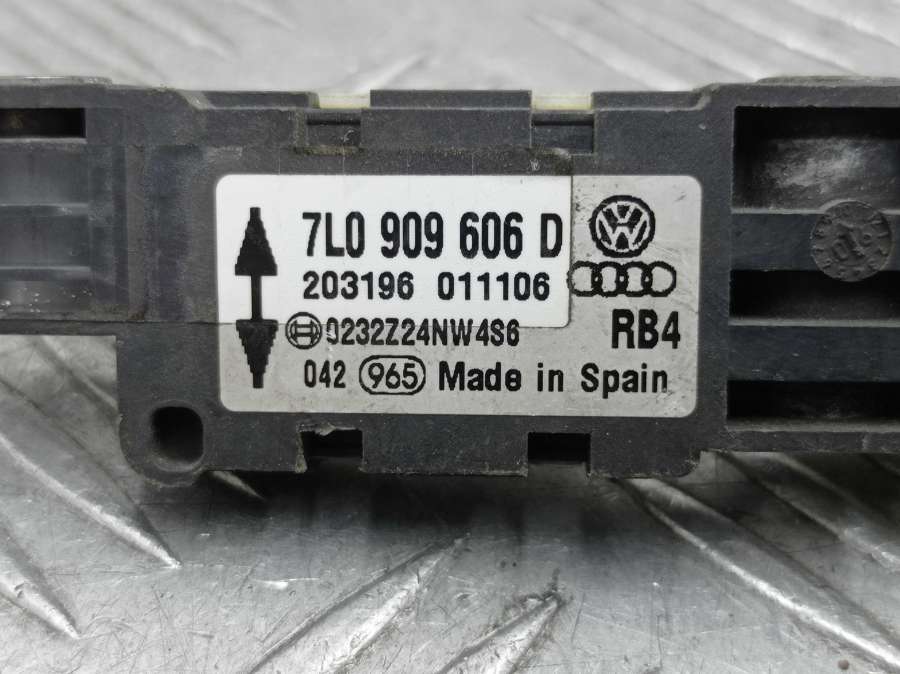 7L0 909 606 D
203196 011106
0232Z24NW4S6
RB4
042 965 Made in Spain